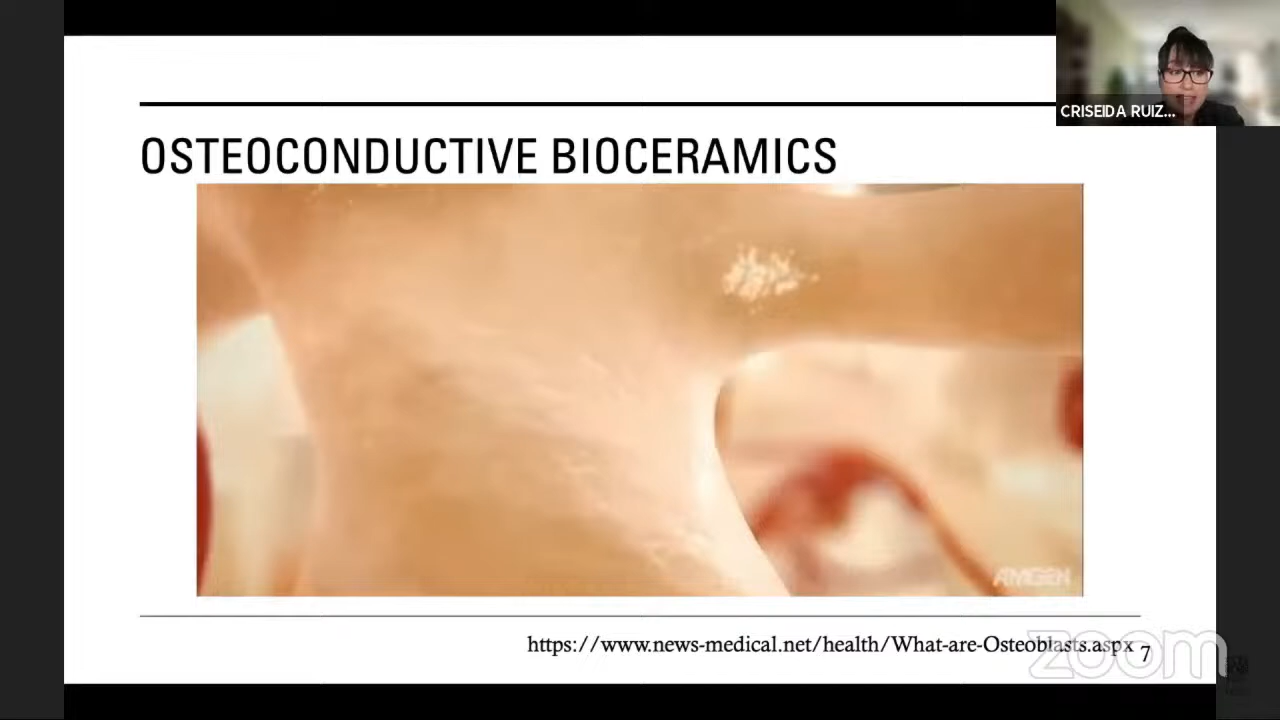 CRISEIDA RUIZ...
OSTEOCONDUCTIVE BIOCERAMICS
AMGEN
https://www.news-medical.net/health/What-are-Osteoblasts.aspx 7
zoom